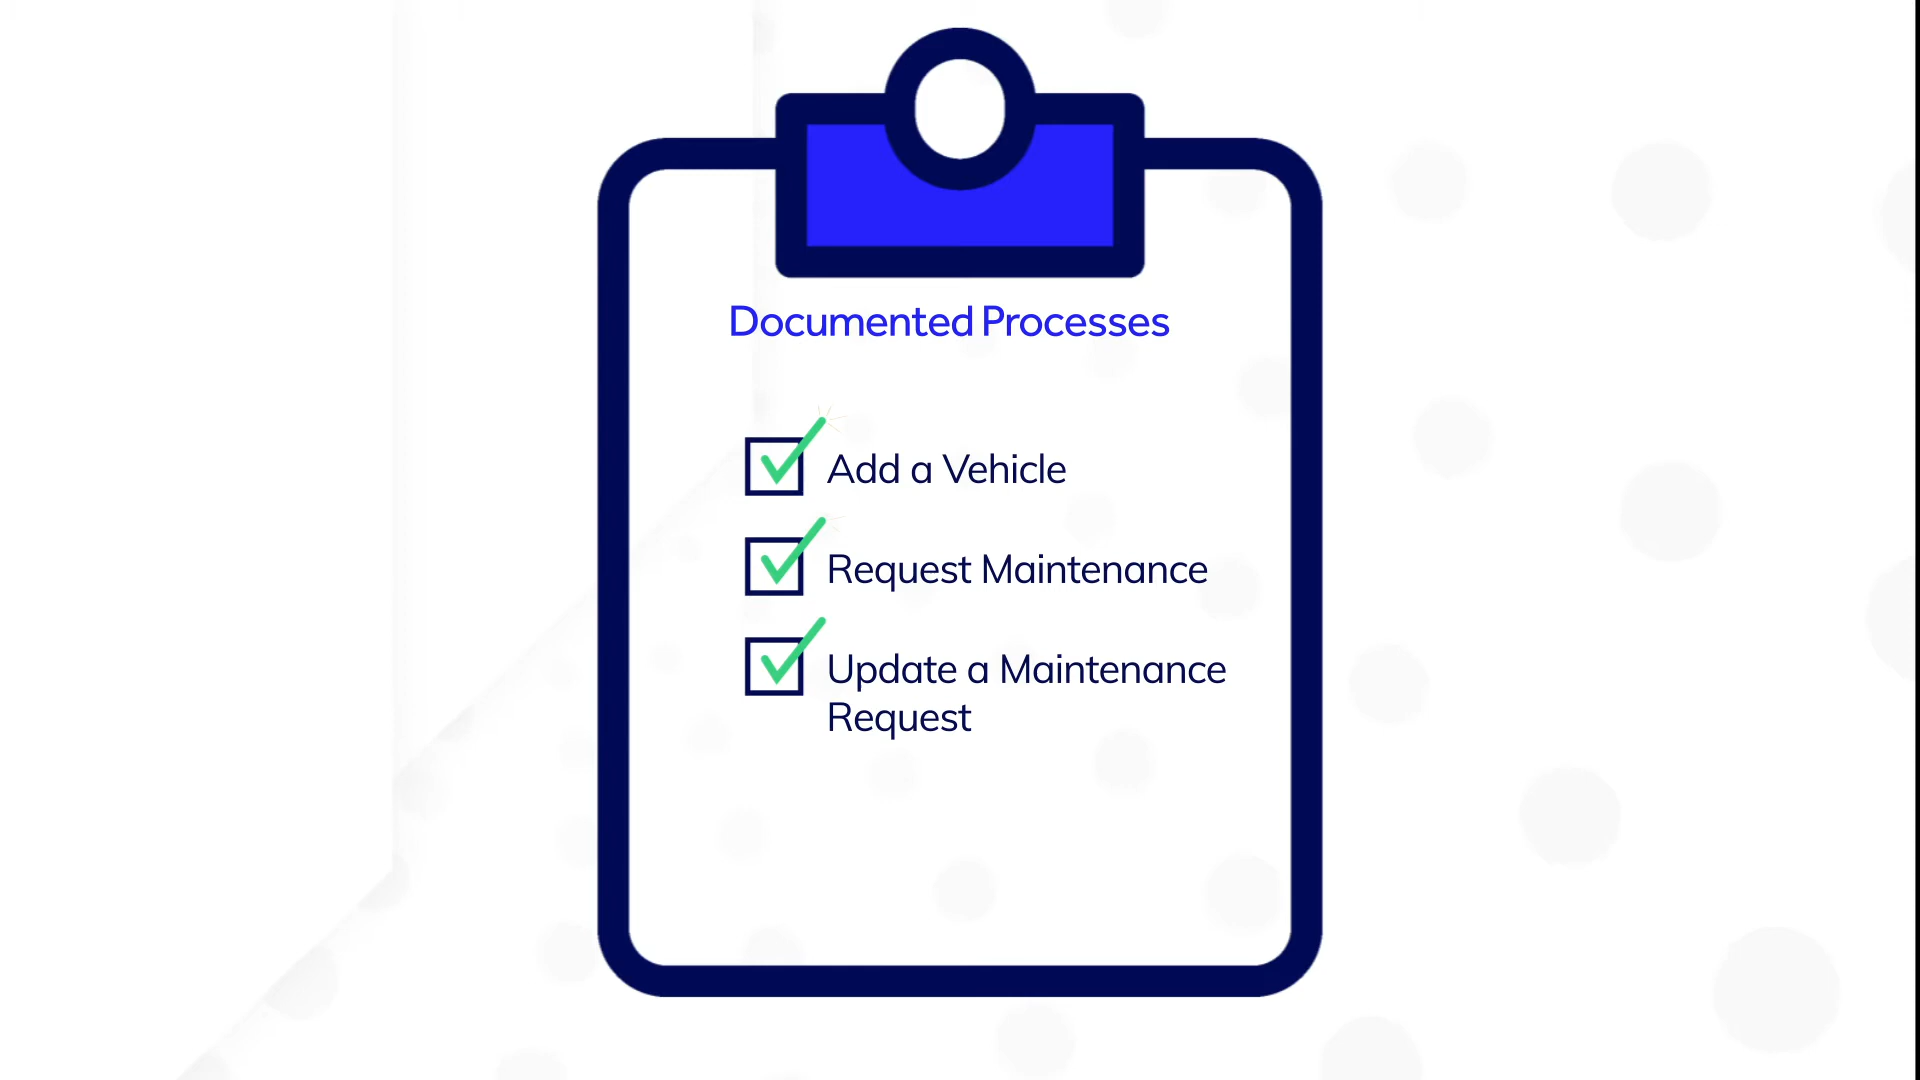 Documented Processes
Add a Vehicle
Request Maintenance
Update a Maintenance
Request